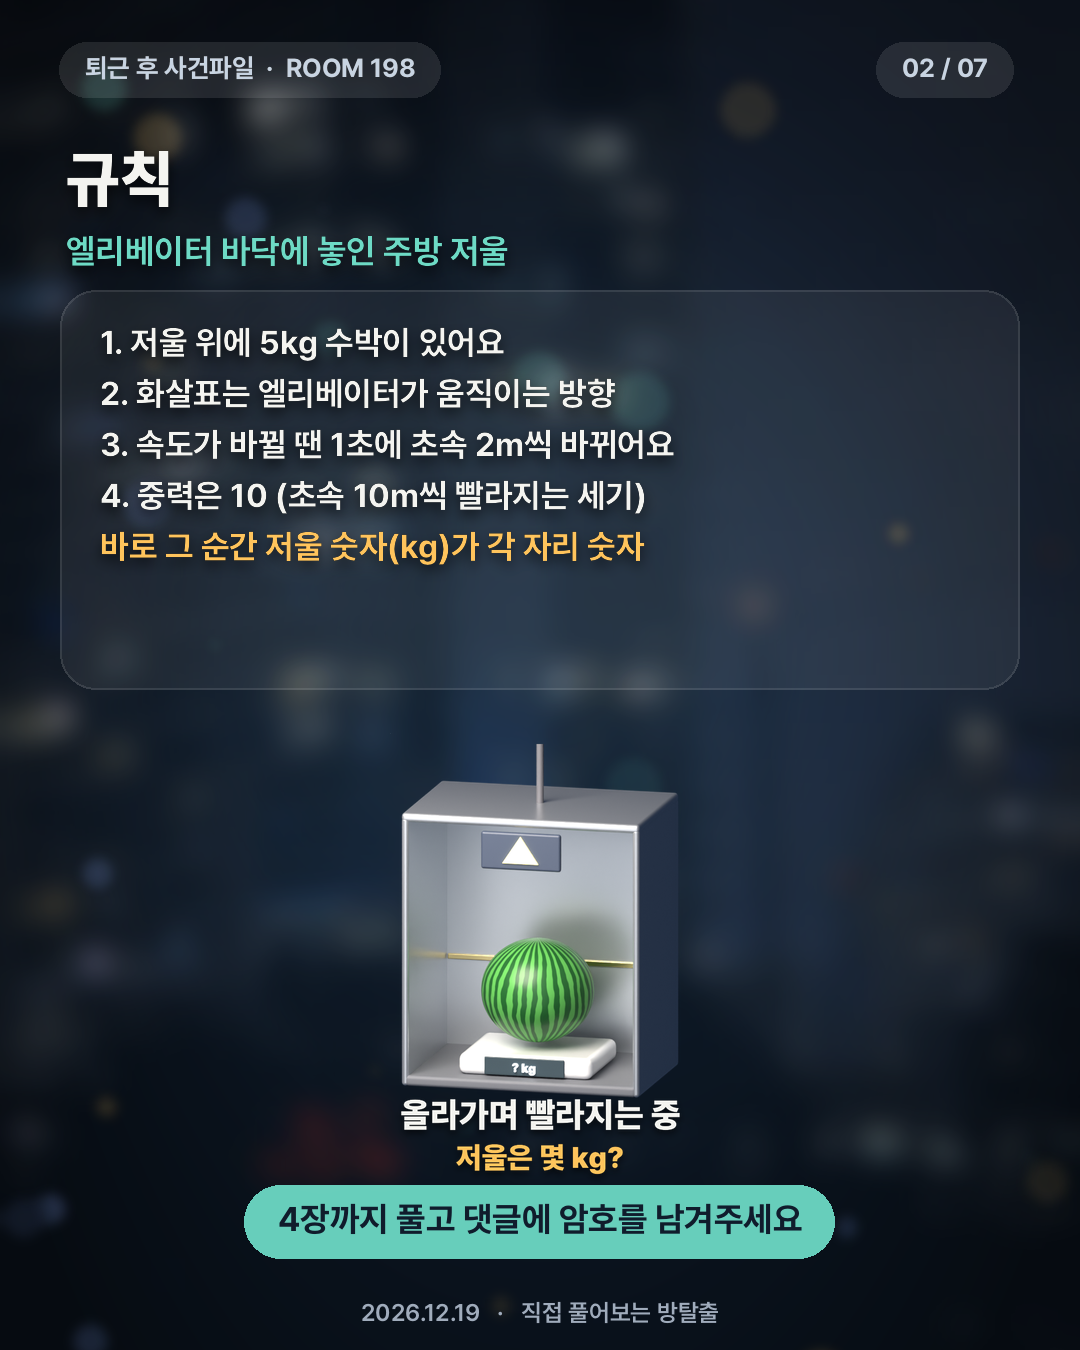 퇴근 후 사건파일 · ROOM 198
02 / 07
규칙
엘리베이터 바닥에 놓인 주방 저울
1. 저울 위에 5kg 수박이 있어요
2. 화살표는 엘리베이터가 움직이는 방향
3. 속도가 바뀔 땐 1초에 초속 2m씩 바뀌어요
4. 중력은 10 (초속 10m씩 빨라지는 세기)
바로 그 순간 저울 숫자(kg)가 각 자리 숫자
? kg
올라가며 빨라지는 중
저울은 몇 kg?
4장까지 풀고 댓글에 암호를 남겨주세요
2026.12.19 · 직접 풀어보는 방탈출